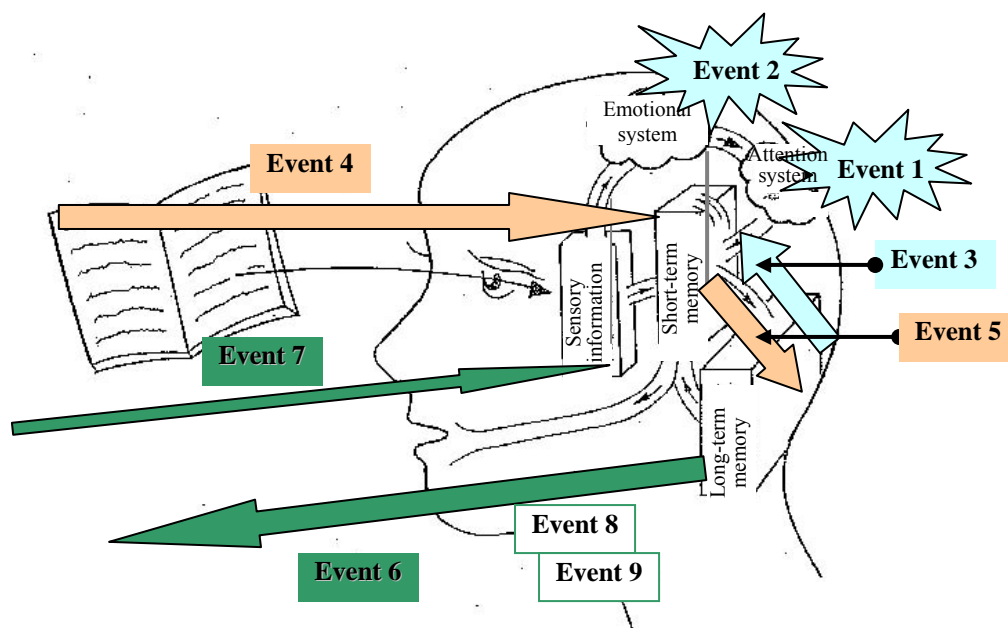 Event 2
Emotional
system
Attention
system
Event 1
Event 4
Event 3
Sensory
information
Short-term
memory
Event 5
Event 7
Long-term
memory
Event 8
Event 6
Event 9